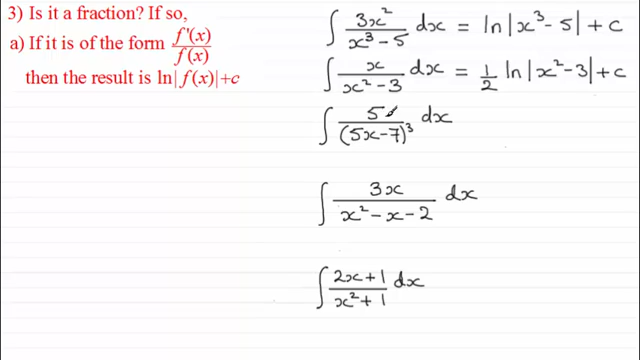 3) Is it a fraction? If so,
a) If it is of the form f'(x)/f(x)
then the result is ln|f(x)|+c
∫ 3x²/(x³ − 5) dx = ln|x³ − 5| + c
∫ x/(x² − 3) dx = 1/2 ln|x² − 3| + c
∫ 5/(5x − 7)³ dx
∫ 3x/(x² − x − 2) dx
∫ (2x + 1)/(x² + 1) dx